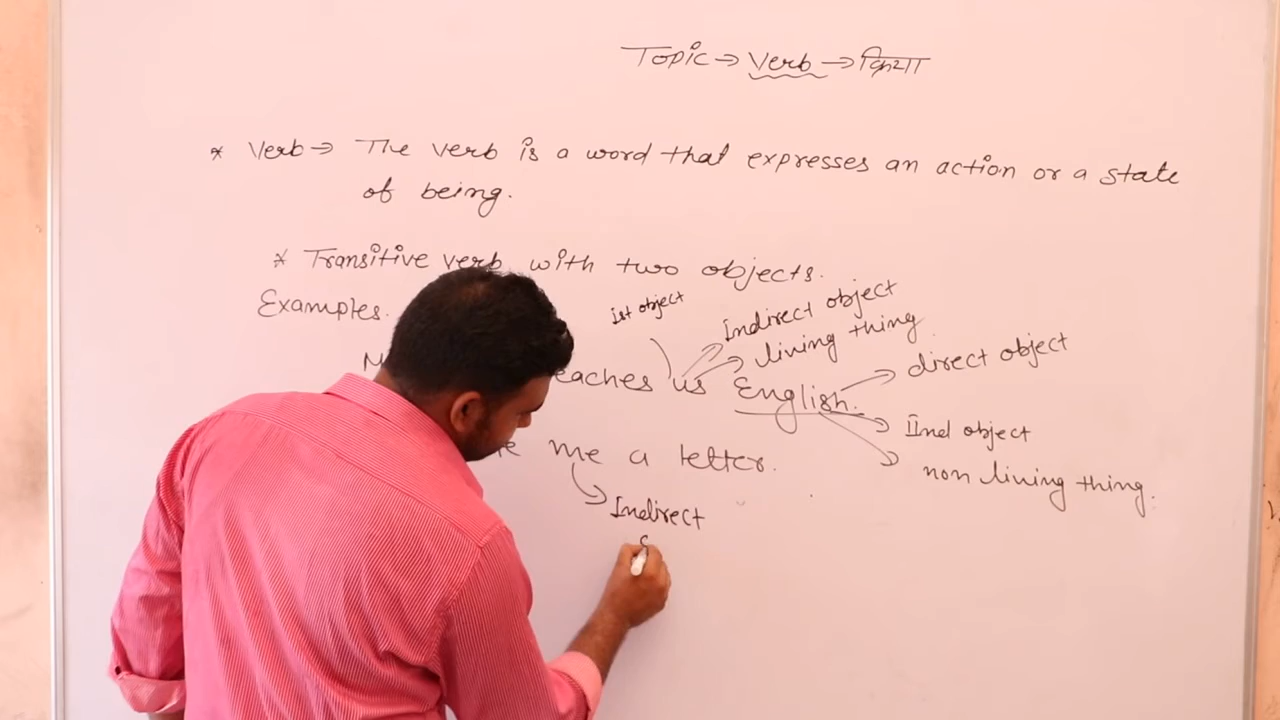 Topic → Verb → क्रिया
* Verb → The verb is a word that expresses an action or a state
of being.
* Transitive verb with two objects.
Examples.
Ist object
Indirect object
living thing
direct object
eaches us English.
IInd object
me a letter.
non living thing.
Indirect